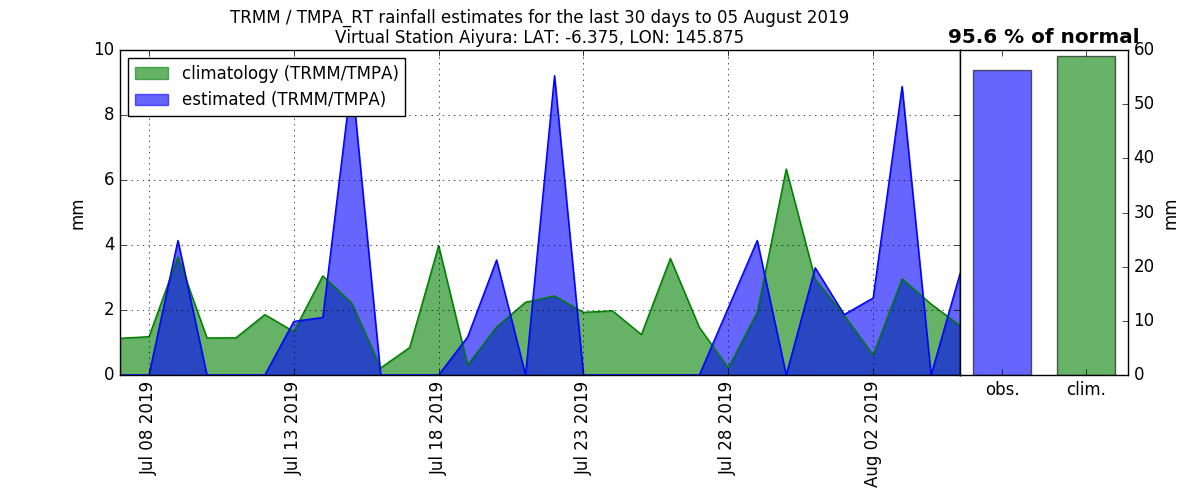 TRMM / TMPA_RT rainfall estimates for the last 30 days to 05 August 2019
Virtual Station Aiyura: LAT: -6.375, LON: 145.875
95.6 % of normal
climatology (TRMM/TMPA)
estimated (TRMM/TMPA)
10
8
6
4
2
0
mm
Jul 08 2019
Jul 13 2019
Jul 18 2019
Jul 23 2019
Jul 28 2019
Aug 02 2019
60
50
40
30
20
10
0
mm
obs.
clim.